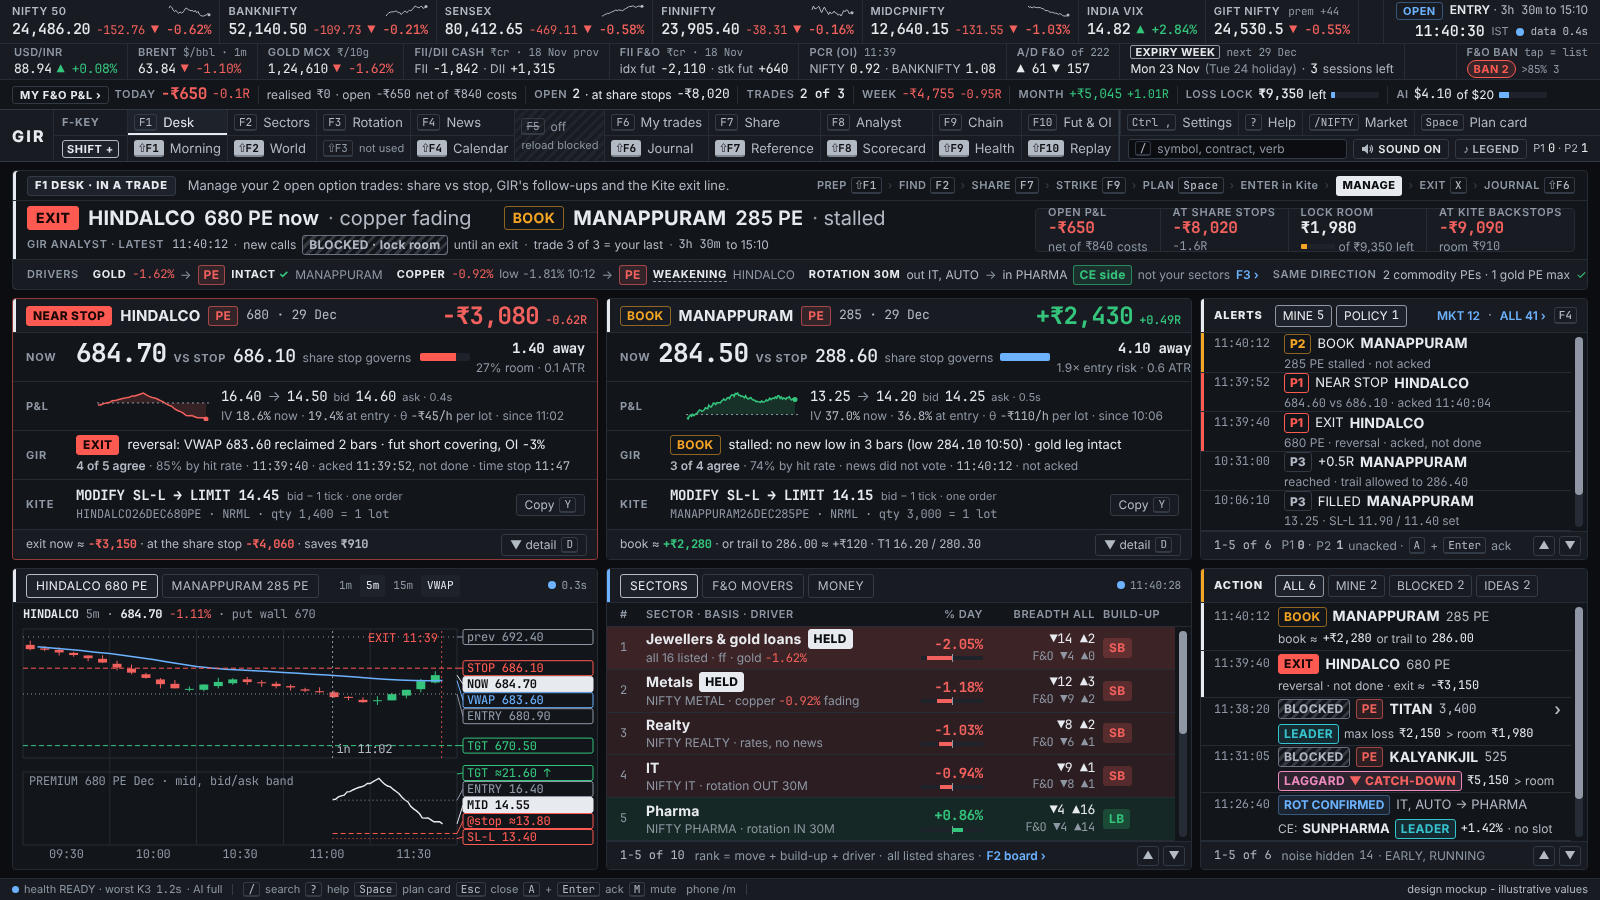 NIFTY 50
24,486.20 -152.76 ▼ -0.62%
BANKNIFTY
52,140.50 -109.73 ▼ -0.21%
SENSEX
80,412.65 -469.11 ▼ -0.58%
FINNIFTY
23,905.40 -38.31 ▼ -0.16%
MIDCPNIFTY
12,640.15 -131.55 ▼ -1.03%
INDIA VIX
14.82 ▲ +2.84%
GIFT NIFTY prem +44
24,530.5 ▼ -0.55%
OPEN ENTRY · 3h 30m to 15:10
11:40:30 IST data 0.4s
USD/INR
88.94 ▲ +0.08%
BRENT $/bbl · 1m
63.84 ▼ -1.10%
GOLD MCX ₹/10g
1,24,610 ▼ -1.62%
FII/DII CASH ₹cr · 18 Nov prov
FII -1,842 · DII +1,315
FII F&O ₹cr · 18 Nov
idx fut -2,110 · stk fut +640
PCR (OI) 11:39
NIFTY 0.92 · BANKNIFTY 1.08
A/D F&O of 222
▲ 61 ▼ 157
EXPIRY WEEK next 29 Dec
Mon 23 Nov (Tue 24 holiday) · 3 sessions left
F&O BAN tap = list
BAN 2 >85% 3
MY F&O P&L › TODAY -₹650 -0.1R realised ₹0 · open -₹650 net of ₹840 costs OPEN 2 · at share stops -₹8,020 TRADES 2 of 3 WEEK -₹4,755 -0.95R MONTH +₹5,045 +1.01R LOSS LOCK ₹9,350 left AI $4.10 of $20
GIR
F-KEY F1 Desk F2 Sectors F3 Rotation F4 News F5 off F6 My trades F7 Share F8 Analyst F9 Chain F10 Fut & OI Ctrl , Settings ? Help /NIFTY Market Space Plan card
SHIFT + ⇧F1 Morning ⇧F2 World ⇧F3 not used ⇧F4 Calendar reload blocked ⇧F6 Journal ⇧F7 Reference ⇧F8 Scorecard ⇧F9 Health ⇧F10 Replay / symbol, contract, verb SOUND ON ♪ LEGEND P1 0 · P2 1
F1 DESK · IN A TRADE Manage your 2 open option trades: share vs stop, GIR's follow-ups and the Kite exit line.
PREP ⇧F1 › FIND F2 › SHARE F7 › STRIKE F9 › PLAN Space › ENTER in Kite › MANAGE › EXIT X › JOURNAL ⇧F6
EXIT HINDALCO 680 PE now · copper fading BOOK MANAPPURAM 285 PE · stalled
GIR ANALYST · LATEST 11:40:12 · new calls BLOCKED · lock room until an exit · trade 3 of 3 = your last · 3h 30m to 15:10
OPEN P&L
-₹650
net of ₹840 costs
AT SHARE STOPS
-₹8,020
-1.6R
LOCK ROOM
₹1,980
of ₹9,350 left
AT KITE BACKSTOPS
-₹9,090
room ₹910
DRIVERS GOLD -1.62% → PE INTACT ✓ MANAPPURAM COPPER -0.92% low -1.81% 10:12 → PE WEAKENING HINDALCO ROTATION 30M out IT, AUTO → in PHARMA CE side not your sectors F3 › SAME DIRECTION 2 commodity PEs · 1 gold PE max ✓
NEAR STOP HINDALCO PE 680 · 29 Dec -₹3,080 -0.62R
NOW 684.70 VS STOP 686.10 share stop governs 1.40 away
27% room · 0.1 ATR
P&L 16.40 → 14.50 bid 14.60 ask · 0.4s
IV 18.6% now · 19.4% at entry · θ -₹45/h per lot · since 11:02
GIR EXIT reversal: VWAP 683.60 reclaimed 2 bars · fut short covering, OI -3%
4 of 5 agree · 85% by hit rate · 11:39:40 · acked 11:39:52, not done · time stop 11:47
KITE MODIFY SL-L → LIMIT 14.45 bid − 1 tick · one order
HINDALCO26DEC680PE · NRML · qty 1,400 = 1 lot
Copy Y
exit now ≈ -₹3,150 · at the share stop -₹4,060 · saves ₹910 ▼ detail D
BOOK MANAPPURAM PE 285 · 29 Dec +₹2,430 +0.49R
NOW 284.50 VS STOP 288.60 share stop governs 4.10 away
1.9× entry risk · 0.6 ATR
P&L 13.25 → 14.20 bid 14.25 ask · 0.5s
IV 37.0% now · 36.8% at entry · θ -₹110/h per lot · since 10:06
GIR BOOK stalled: no new low in 3 bars (low 284.10 10:50) · gold leg intact
3 of 4 agree · 74% by hit rate · news did not vote · 11:40:12 · not acked
KITE MODIFY SL-L → LIMIT 14.15 bid − 1 tick · one order
MANAPPURAM26DEC285PE · NRML · qty 3,000 = 1 lot
Copy Y
book ≈ +₹2,280 · or trail to 286.00 ≈ +₹120 · T1 16.20 / 280.30 ▼ detail D
ALERTS MINE 5 POLICY 1 MKT 12 · ALL 41 › F4
11:40:12 P2 BOOK MANAPPURAM
285 PE stalled · not acked
11:39:52 P1 NEAR STOP HINDALCO
684.60 vs 686.10 · acked 11:40:04
11:39:40 P1 EXIT HINDALCO
680 PE · reversal · acked, not done
10:31:00 P3 +0.5R MANAPPURAM
reached · trail allowed to 286.40
10:06:10 P3 FILLED MANAPPURAM
13.25 · SL-L 11.90 / 11.40 set
1-5 of 6 P1 0 · P2 1 unacked · A + Enter ack ▲ ▼
HINDALCO 680 PE MANAPPURAM 285 PE 1m 5m 15m VWAP 0.3s
HINDALCO 5m · 684.70 -1.11% · put wall 670
EXIT 11:39
prev 692.40
STOP 686.10
NOW 684.70
VWAP 683.60
ENTRY 680.90
TGT 670.50
in 11:02
PREMIUM 680 PE Dec · mid, bid/ask band
TGT ≈21.60 ↑
ENTRY 16.40
MID 14.55
@stop ≈13.80
SL-L 13.40
09:30 10:00 10:30 11:00 11:30
SECTORS F&O MOVERS MONEY 11:40:28
# SECTOR · BASIS · DRIVER % DAY BREADTH ALL BUILD-UP
1 Jewellers & gold loans HELD -2.05% ▼14 ▲2 SB
all 16 listed · ff · gold -1.62% F&O ▼4 ▲0
2 Metals HELD -1.18% ▼12 ▲3 SB
NIFTY METAL · copper -0.92% fading F&O ▼9 ▲2
3 Realty -1.03% ▼8 ▲2 SB
NIFTY REALTY · rates, no news F&O ▼6 ▲1
4 IT -0.94% ▼9 ▲1 SB
NIFTY IT · rotation OUT 30M F&O ▼8 ▲1
5 Pharma +0.86% ▼4 ▲16 LB
NIFTY PHARMA · rotation IN 30M F&O ▼4 ▲14
1-5 of 10 rank = move + build-up + driver · all listed shares · F2 board › ▲ ▼
ACTION ALL 6 MINE 2 BLOCKED 2 IDEAS 2
11:40:12 BOOK MANAPPURAM 285 PE
book ≈ +₹2,280 or trail to 286.00
11:39:40 EXIT HINDALCO 680 PE
reversal · not done · exit ≈ -₹3,150
11:38:20 BLOCKED PE TITAN 3,400 ›
LEADER max loss ₹2,150 > room ₹1,980
11:31:05 BLOCKED PE KALYANKJIL 525
LAGGARD ▼ CATCH-DOWN ₹5,150 > room
11:26:40 ROT CONFIRMED IT, AUTO → PHARMA
CE: SUNPHARMA LEADER +1.42% · no slot
1-5 of 6 noise hidden 14 · EARLY, RUNNING ▲ ▼
health READY · worst K3 1.2s · AI full / search ? help Space plan card Esc close A + Enter ack M mute phone /m
design mockup - illustrative values